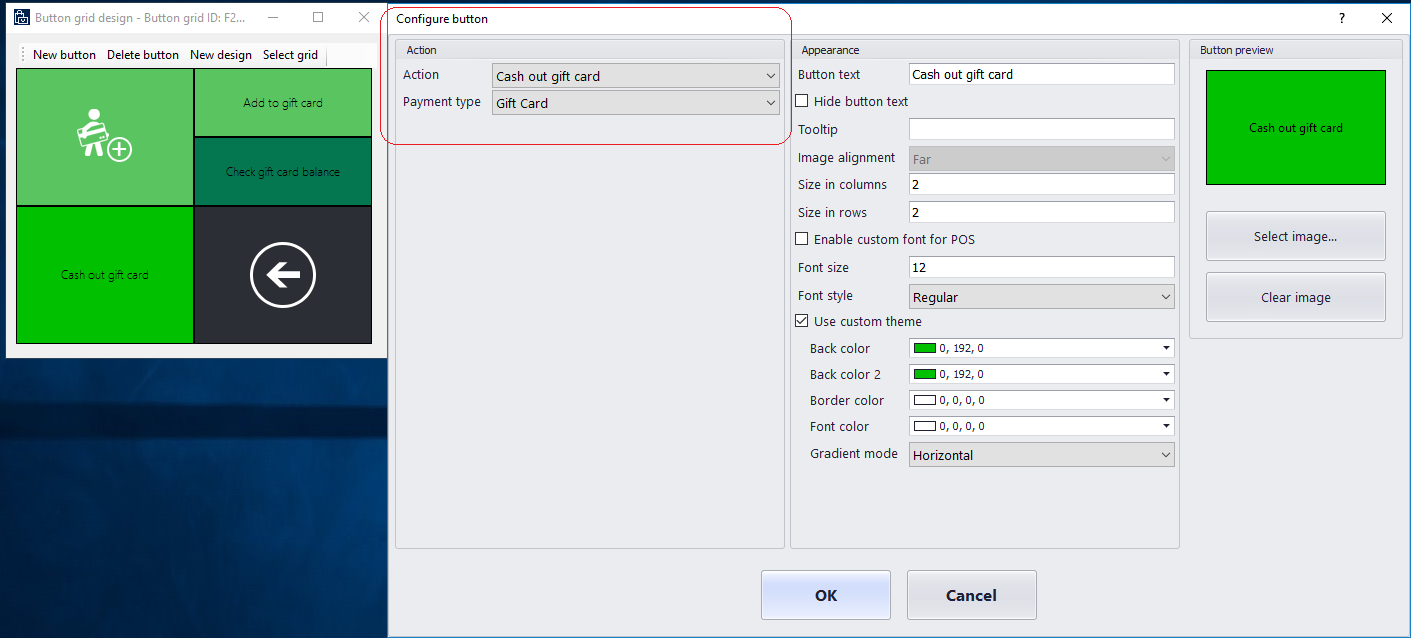 Button grid design - Button grid ID: F2...
New button Delete button New design Select grid
Add to gift card
Check gift card balance
Cash out gift card
Configure button
?
Action
Action Cash out gift card
Payment type Gift Card
Appearance
Button text Cash out gift card
Hide button text
Tooltip
Image alignment Far
Size in columns 2
Size in rows 2
Enable custom font for POS
Font size 12
Font style Regular
Use custom theme
Back color 0, 192, 0
Back color 2 0, 192, 0
Border color 0, 0, 0, 0
Font color 0, 0, 0, 0
Gradient mode Horizontal
Button preview
Cash out gift card
Select image...
Clear image
OK Cancel